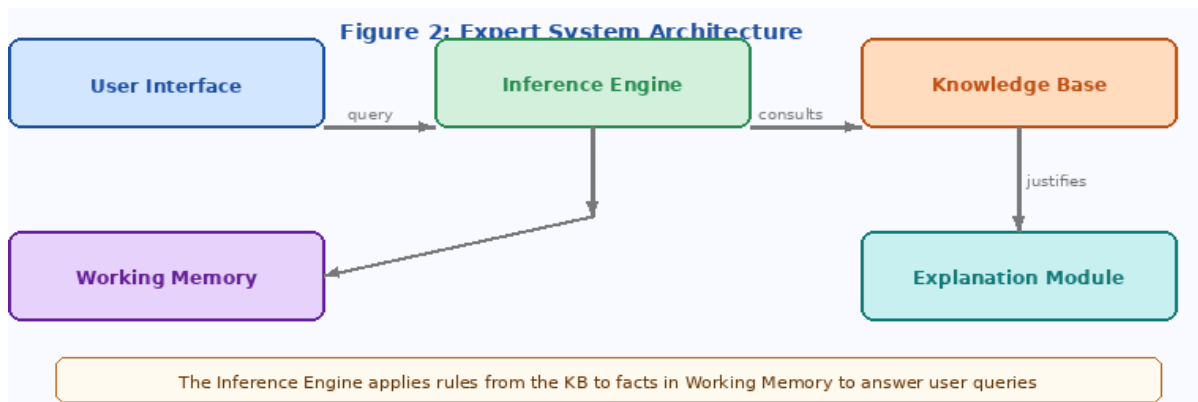 Figure 2: Expert System Architecture
User Interface
Inference Engine
Knowledge Base
query
consults
justifies
Working Memory
Explanation Module
The Inference Engine applies rules from the KB to facts in Working Memory to answer user queries